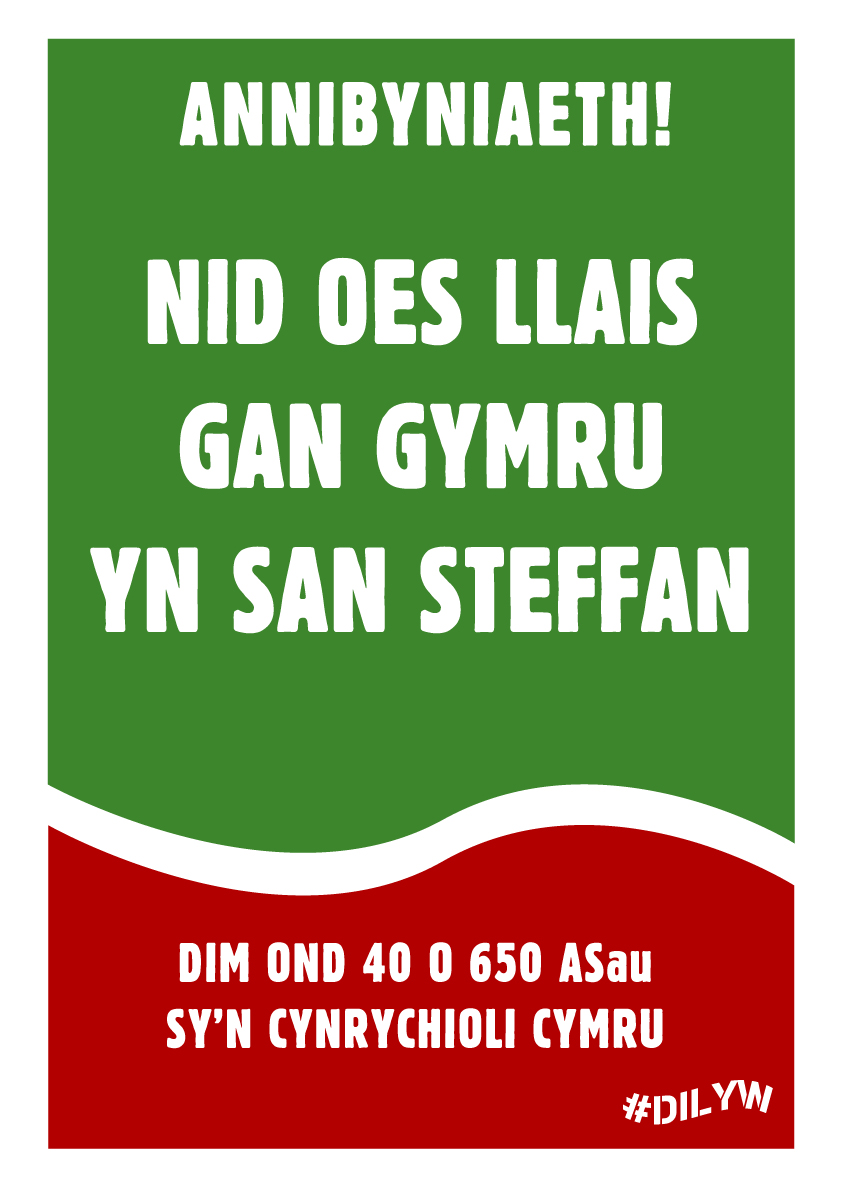 ANNIBYNIAETH!
NID OES LLAIS
GAN GYMRU
YN SAN STEFFAN
DIM OND 40 O 650 ASau
SY'N CYNRYCHIOLI CYMRU
#DILYW